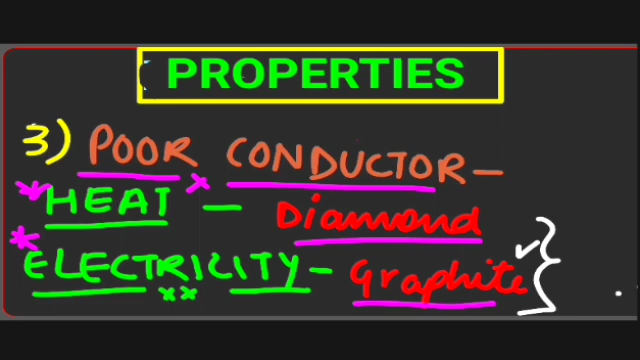 PROPERTIES
3) POOR CONDUCTOR-
*HEAT - Diamond
*ELECTRICITY- Graphite